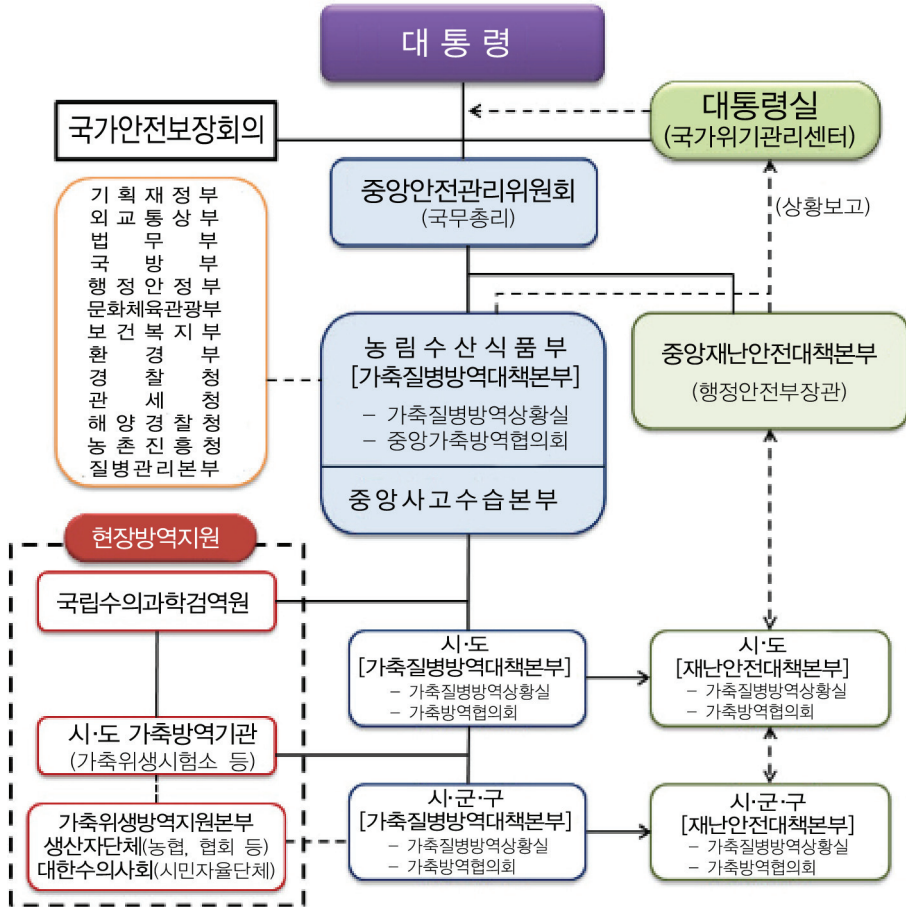 대통령
국가안전보장회의
대통령실
(국가위기관리센터)
중앙안전관리위원회
(국무총리)
(상황보고)
기획재정부
외교통상부
법무부
국방부
행정안정부
문화체육관광부
보건복지부
환경부
경찰청
관세청
해양경찰청
농촌진흥청
질병관리본부
농림수산식품부
[가축질병방역대책본부]
- 가축질병방역상황실
- 중앙가축방역협의회
중앙사고수습본부
중앙재난안전대책본부
(행정안전부장관)
현장방역지원
국립수의과학검역원
시·도
[가축질병방역대책본부]
- 가축질병방역상황실
- 가축방역협의회
시·도
[재난안전대책본부]
- 가축질병방역상황실
- 가축방역협의회
시·도 가축방역기관
(가축위생시험소 등)
가축위생방역지원본부
생산자단체(농협, 협회 등)
대한수의사회(시민자율단체)
시·군·구
[가축질병방역대책본부]
- 가축질병방역상황실
- 가축방역협의회
시·군·구
[재난안전대책본부]
- 가축질병방역상황실
- 가축방역협의회